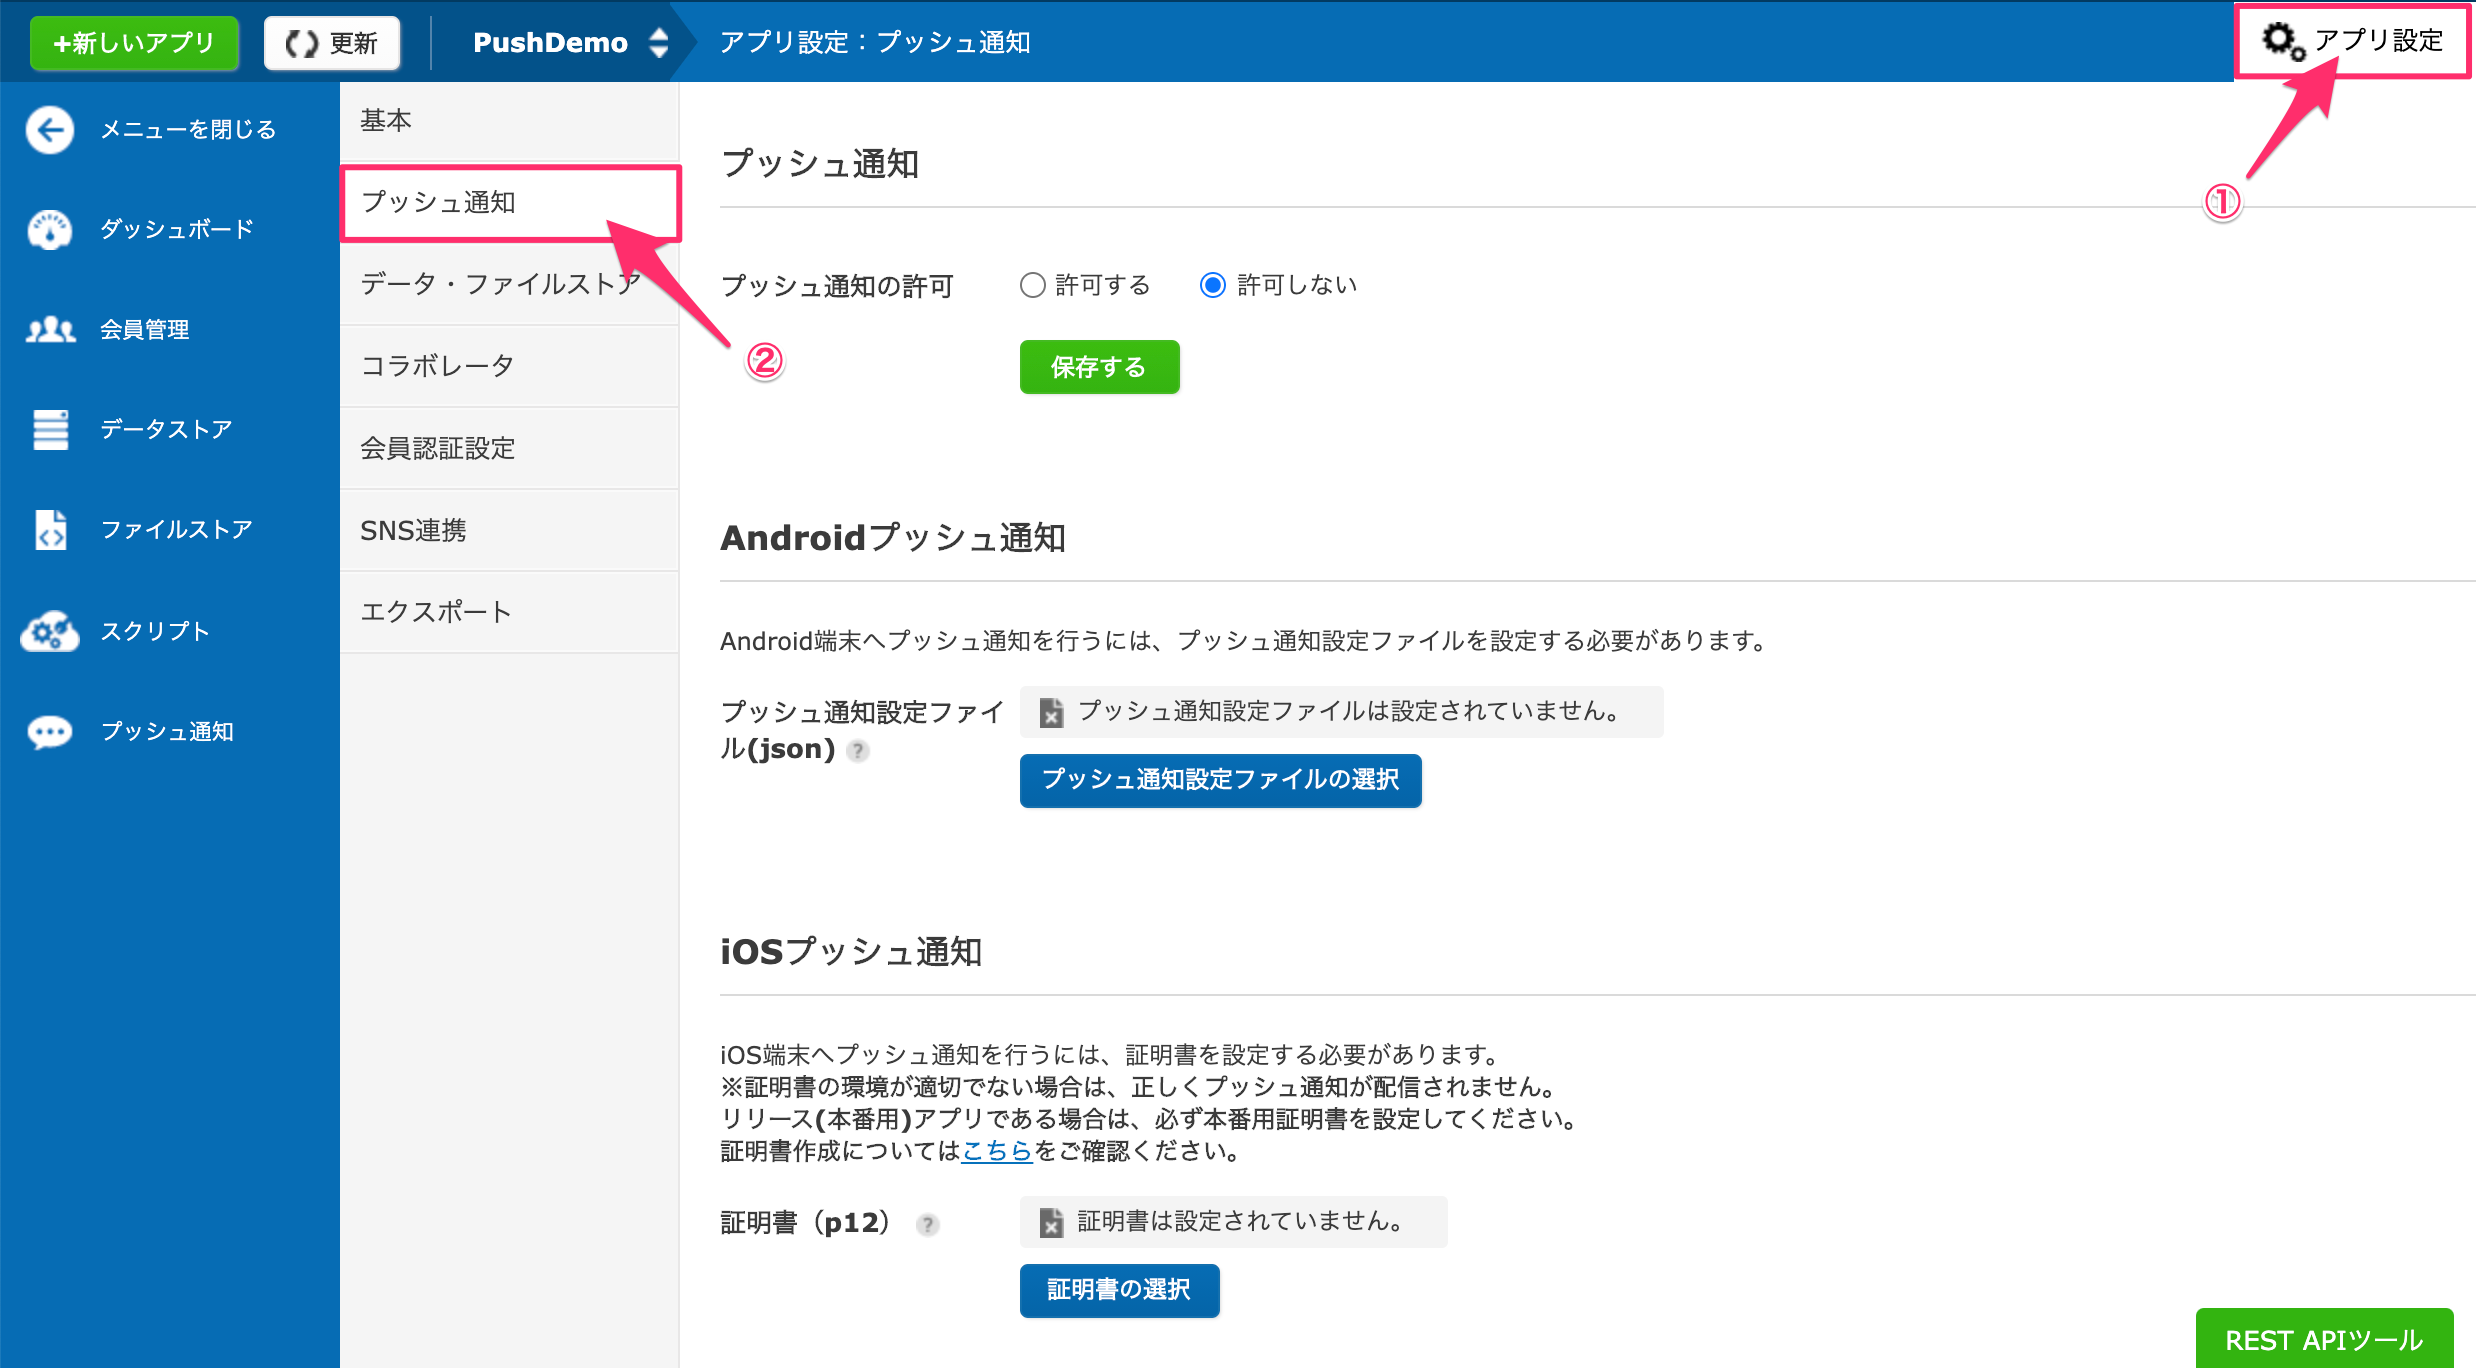 +新しいアプリ
更新
PushDemo
アプリ設定：プッシュ通知
アプリ設定
①
メニューを閉じる
ダッシュボード
会員管理
データストア
ファイルストア
スクリプト
プッシュ通知
基本
プッシュ通知
②
データ・ファイルストア
コラボレータ
会員認証設定
SNS連携
エクスポート
プッシュ通知
プッシュ通知の許可
許可する
許可しない
保存する
Androidプッシュ通知
Android端末へプッシュ通知を行うには、プッシュ通知設定ファイルを設定する必要があります。
プッシュ通知設定ファイ
ル(json) ?
プッシュ通知設定ファイルは設定されていません。
プッシュ通知設定ファイルの選択
iOSプッシュ通知
iOS端末へプッシュ通知を行うには、証明書を設定する必要があります。
※証明書の環境が適切でない場合は、正しくプッシュ通知が配信されません。
リリース(本番用)アプリである場合は、必ず本番用証明書を設定してください。
証明書作成についてはこちらをご確認ください。
証明書（p12） ?
証明書は設定されていません。
証明書の選択
REST APIツール